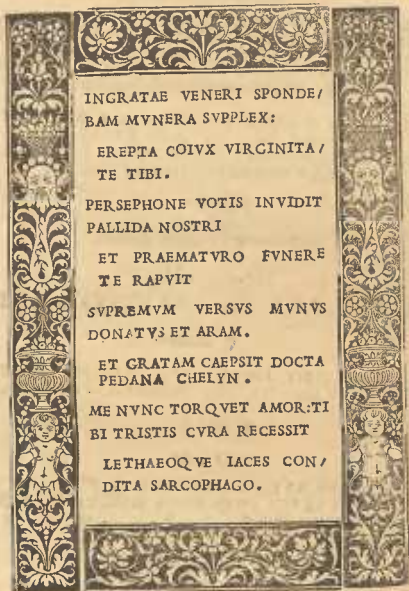 INGRATAE VENERI SPONDE/
BAM MVNERA SVPPLEX:
EREPTA COIVX VIRGINITA/
TE TIBI.
PERSEPHONE VOTIS INVIDIT
PALLIDA NOSTRI
ET PRAEMATVRO FVNERE
TE RAPVIT
SVPREMVM VERSVS MVNVS
DONATVS ET ARAM.
ET GRATAM CAEPSIT DOCTA
PEDANA CHELYN.
ME NVNC TORQVET AMOR:TI
BI TRISTIS CVRA RECESSIT
LETHAEOQVE IACES CON/
DITA SARCOPHAGO.